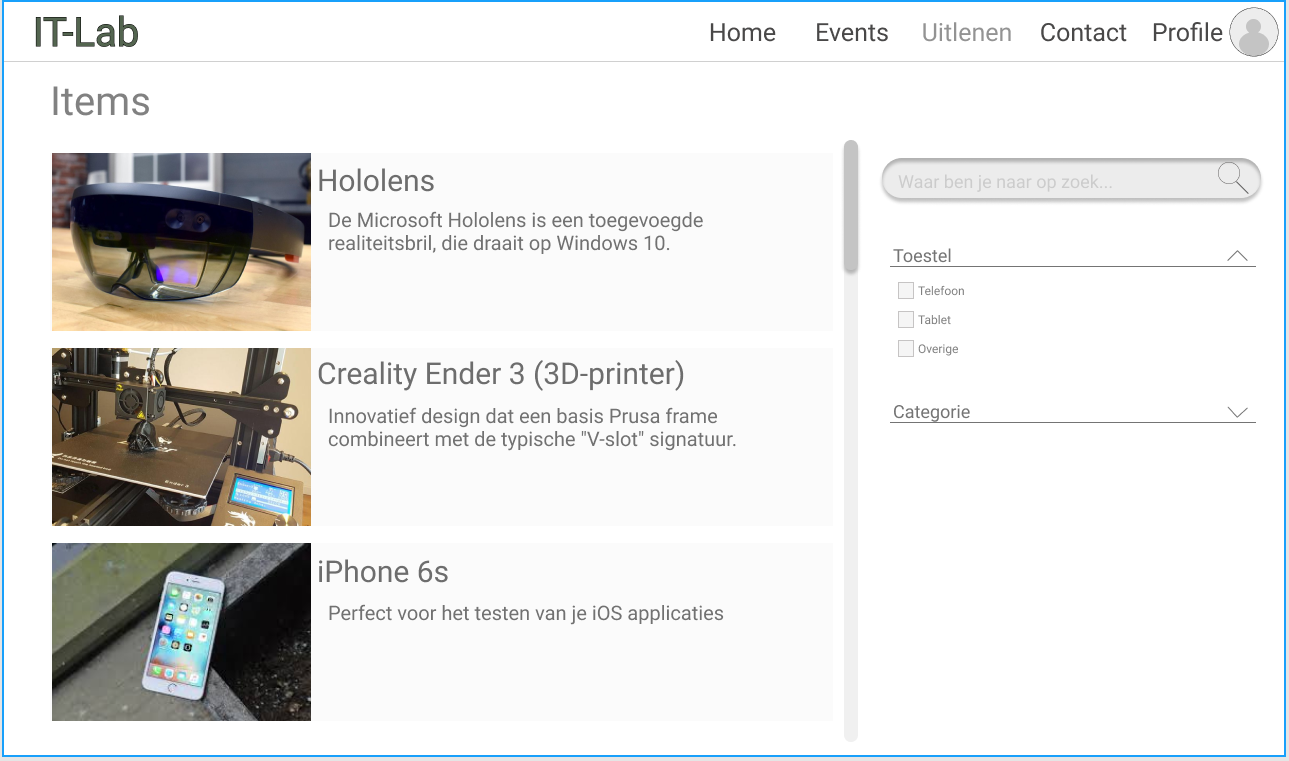 IT-Lab
Home Events Uitlenen Contact Profile
Items
Hololens
De Microsoft Hololens is een toegevoegde
realiteitsbril, die draait op Windows 10.
Creality Ender 3 (3D-printer)
Innovatief design dat een basis Prusa frame
combineert met de typische "V-slot" signatuur.
Ender 3
iPhone 6s
Perfect voor het testen van je iOS applicaties
Waar ben je naar op zoek...
Toestel
Telefoon
Tablet
Overige
Categorie